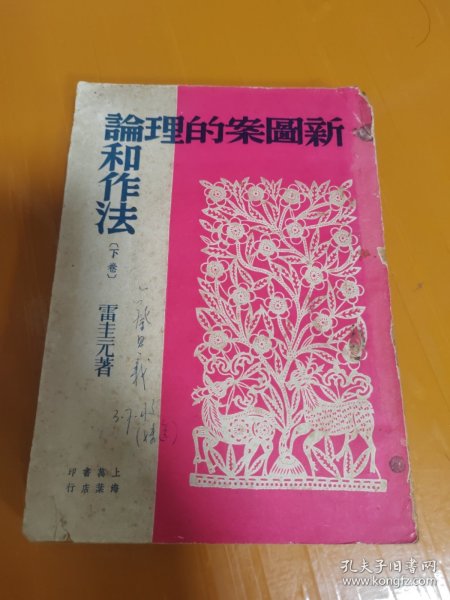 新圖案的理論
和作法
〔下卷〕
雷圭元著
上海萬葉書店印行
孔夫子旧书网
www.kongfz.com